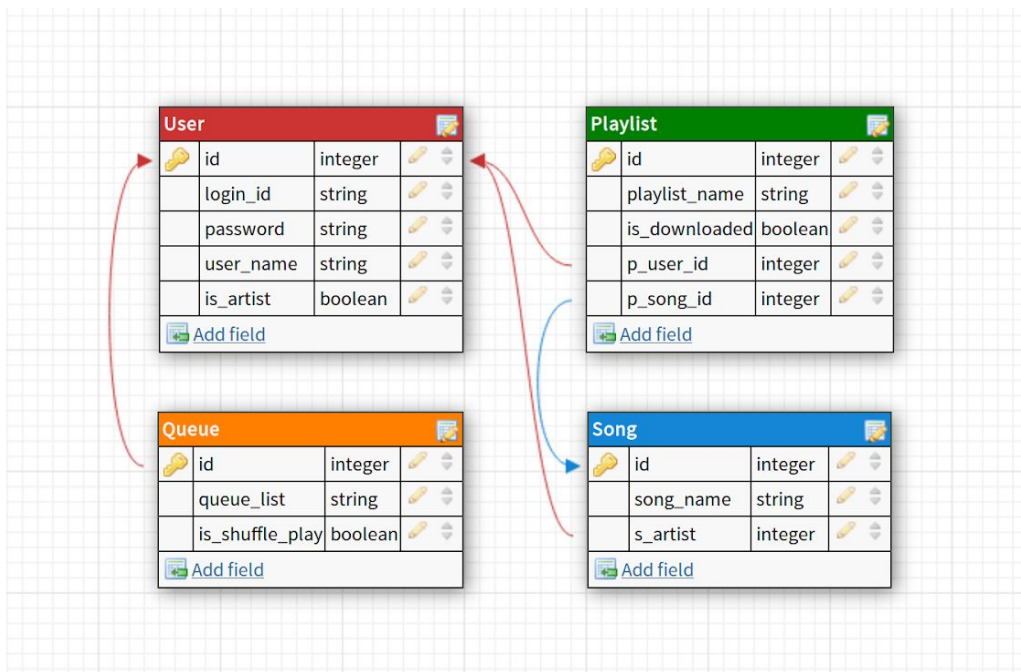 User
id integer
login_id string
password string
user_name string
is_artist boolean
Add field
Playlist
id integer
playlist_name string
is_downloaded boolean
p_user_id integer
p_song_id integer
Add field
Queue
id integer
queue_list string
is_shuffle_play boolean
Add field
Song
id integer
song_name string
s_artist integer
Add field